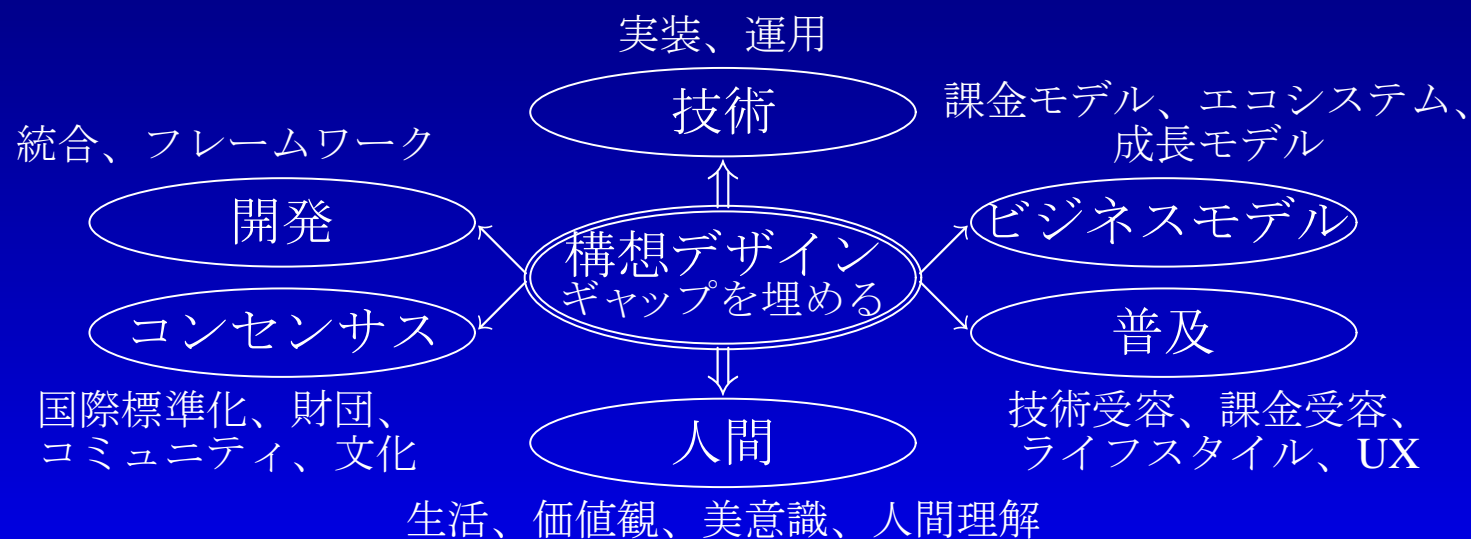 実装、運用
技術
課金モデル、エコシステム、
成長モデル
統合、フレームワーク
開発
ビジネスモデル
構想デザイン
ギャップを埋める
コンセンサス
普及
国際標準化、財団、
コミュニティ、文化
人間
技術受容、課金受容、
ライフスタイル、UX
生活、価値観、美意識、人間理解